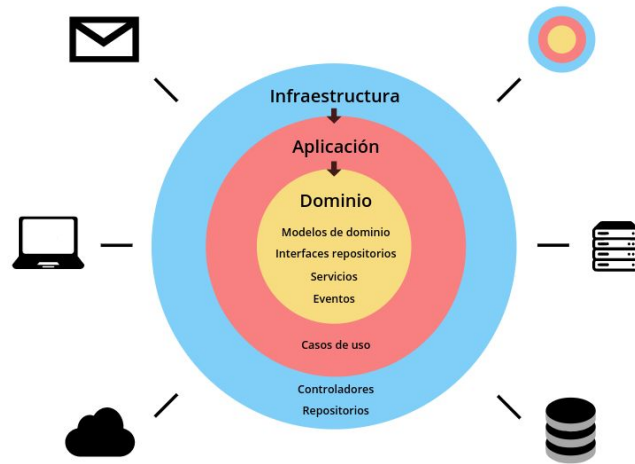 Infraestructura
Aplicación
Dominio
Modelos de dominio
Interfaces repositorios
Servicios
Eventos
Casos de uso
Controladores
Repositorios